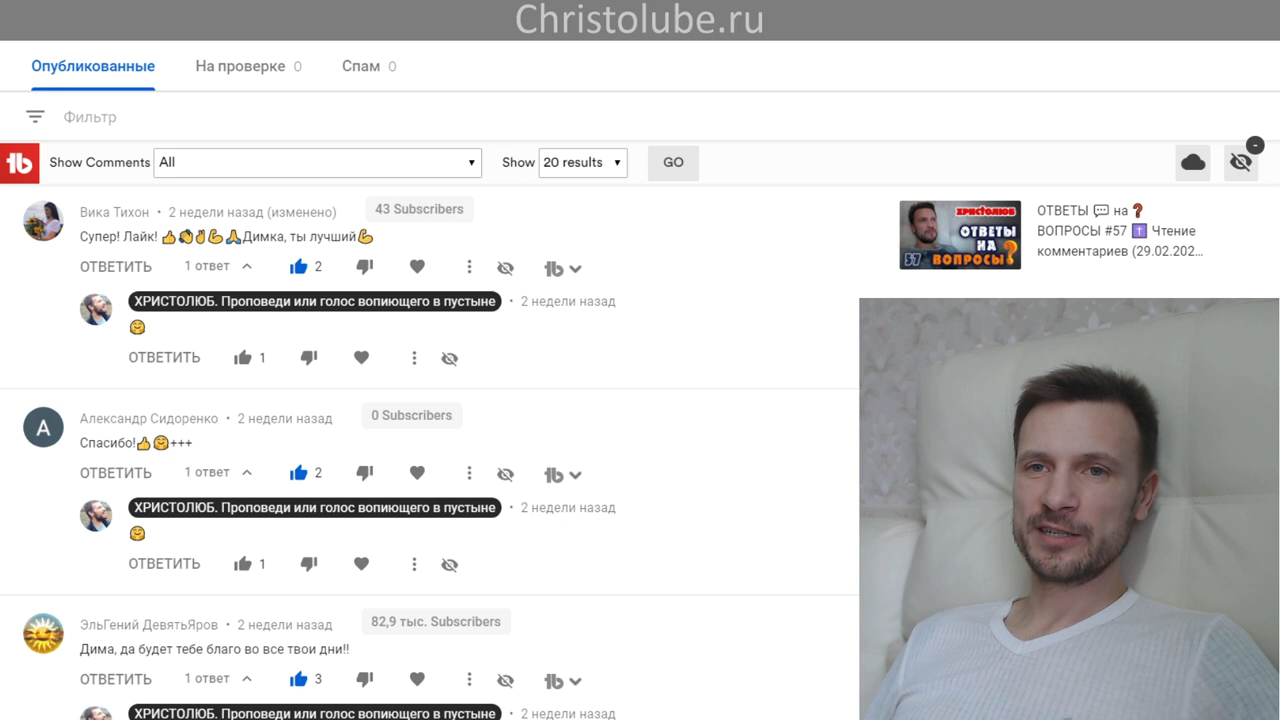 Christolube.ru
Опубликованные
На проверке 0
Спам 0
Фильтр
tb Show Comments All Show 20 results GO -
Вика Тихон • 2 недели назад (изменено) 43 Subscribers
Супер! Лайк! 👍👏✌💪🙏Димка, ты лучший💪
ОТВЕТИТЬ 1 ответ 2 tb
ХРИСТОЛЮБ. Проповеди или голос вопиющего в пустыне • 2 недели назад
🤗
ОТВЕТИТЬ 1
A Александр Сидоренко • 2 недели назад 0 Subscribers
Спасибо!👍🤗+++
ОТВЕТИТЬ 1 ответ 2 tb
ХРИСТОЛЮБ. Проповеди или голос вопиющего в пустыне • 2 недели назад
🤗
ОТВЕТИТЬ 1
ЭльГений ДевятьЯров • 2 недели назад 82,9 тыс. Subscribers
Дима, да будет тебе благо во все твои дни!!
ОТВЕТИТЬ 1 ответ 3 tb
ХРИСТОЛЮБ. Проповеди или голос вопиющего в пустыне • 2 недели назад
ХРИСТОЛЮБ
ОТВЕТЫ
НА
57 ВОПРОСЫ?
ОТВЕТЫ 💬 на ❓
ВОПРОСЫ #57 ✝ Чтение
комментариев (29.02.202...